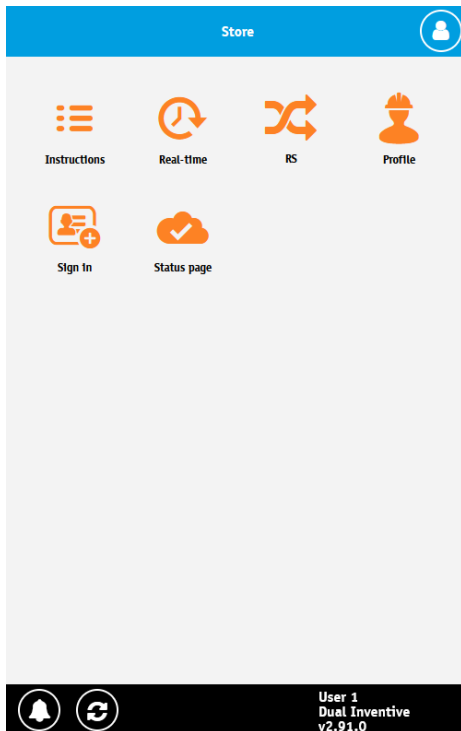 Store
Instructions
Real-time
RS
Profile
Sign in
Status page
User 1
Dual Inventive
v2.91.0